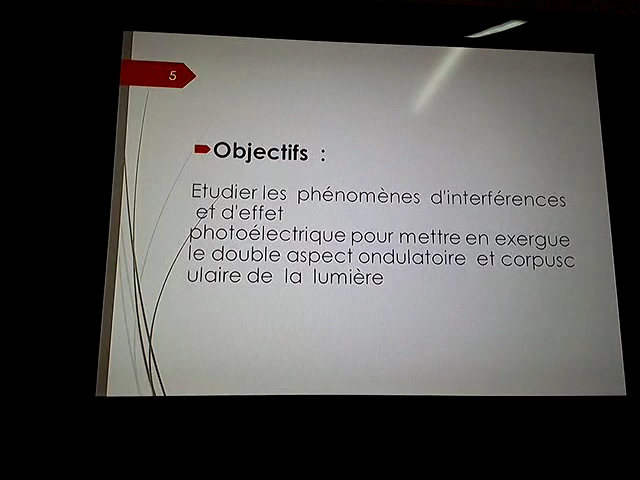 5
Objectifs :
Etudier les phénomènes d'interférences
et d'effet
photoélectrique pour mettre en exergue
le double aspect ondulatoire et corpusc
ulaire de la lumière